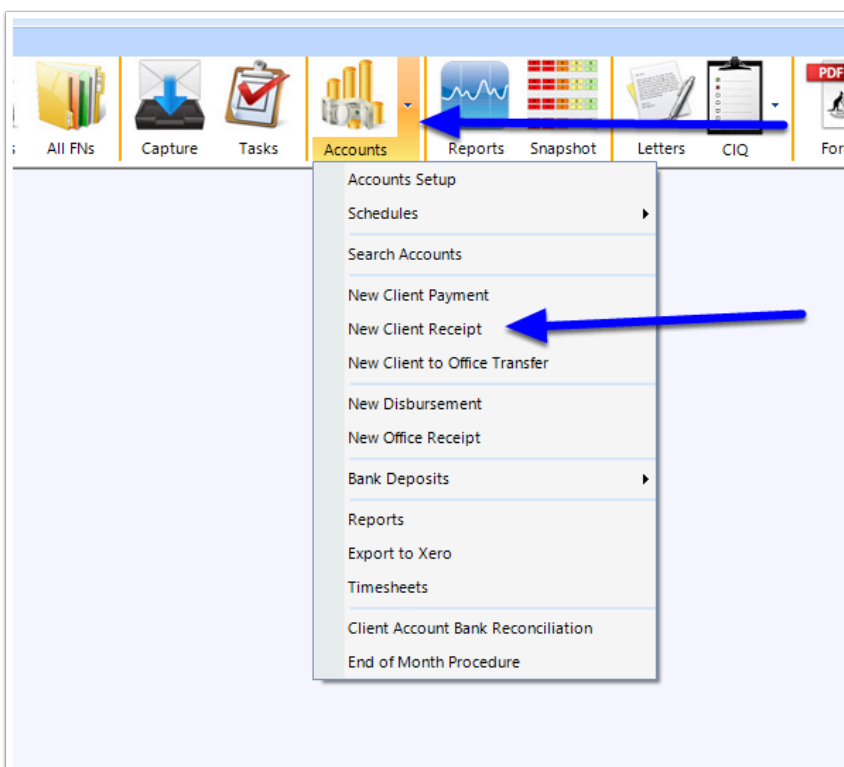 All FNs
Capture
Tasks
Accounts
Reports
Snapshot
Letters
CIQ
PDF
For
Accounts Setup
Schedules
Search Accounts
New Client Payment
New Client Receipt
New Client to Office Transfer
New Disbursement
New Office Receipt
Bank Deposits
Reports
Export to Xero
Timesheets
Client Account Bank Reconciliation
End of Month Procedure